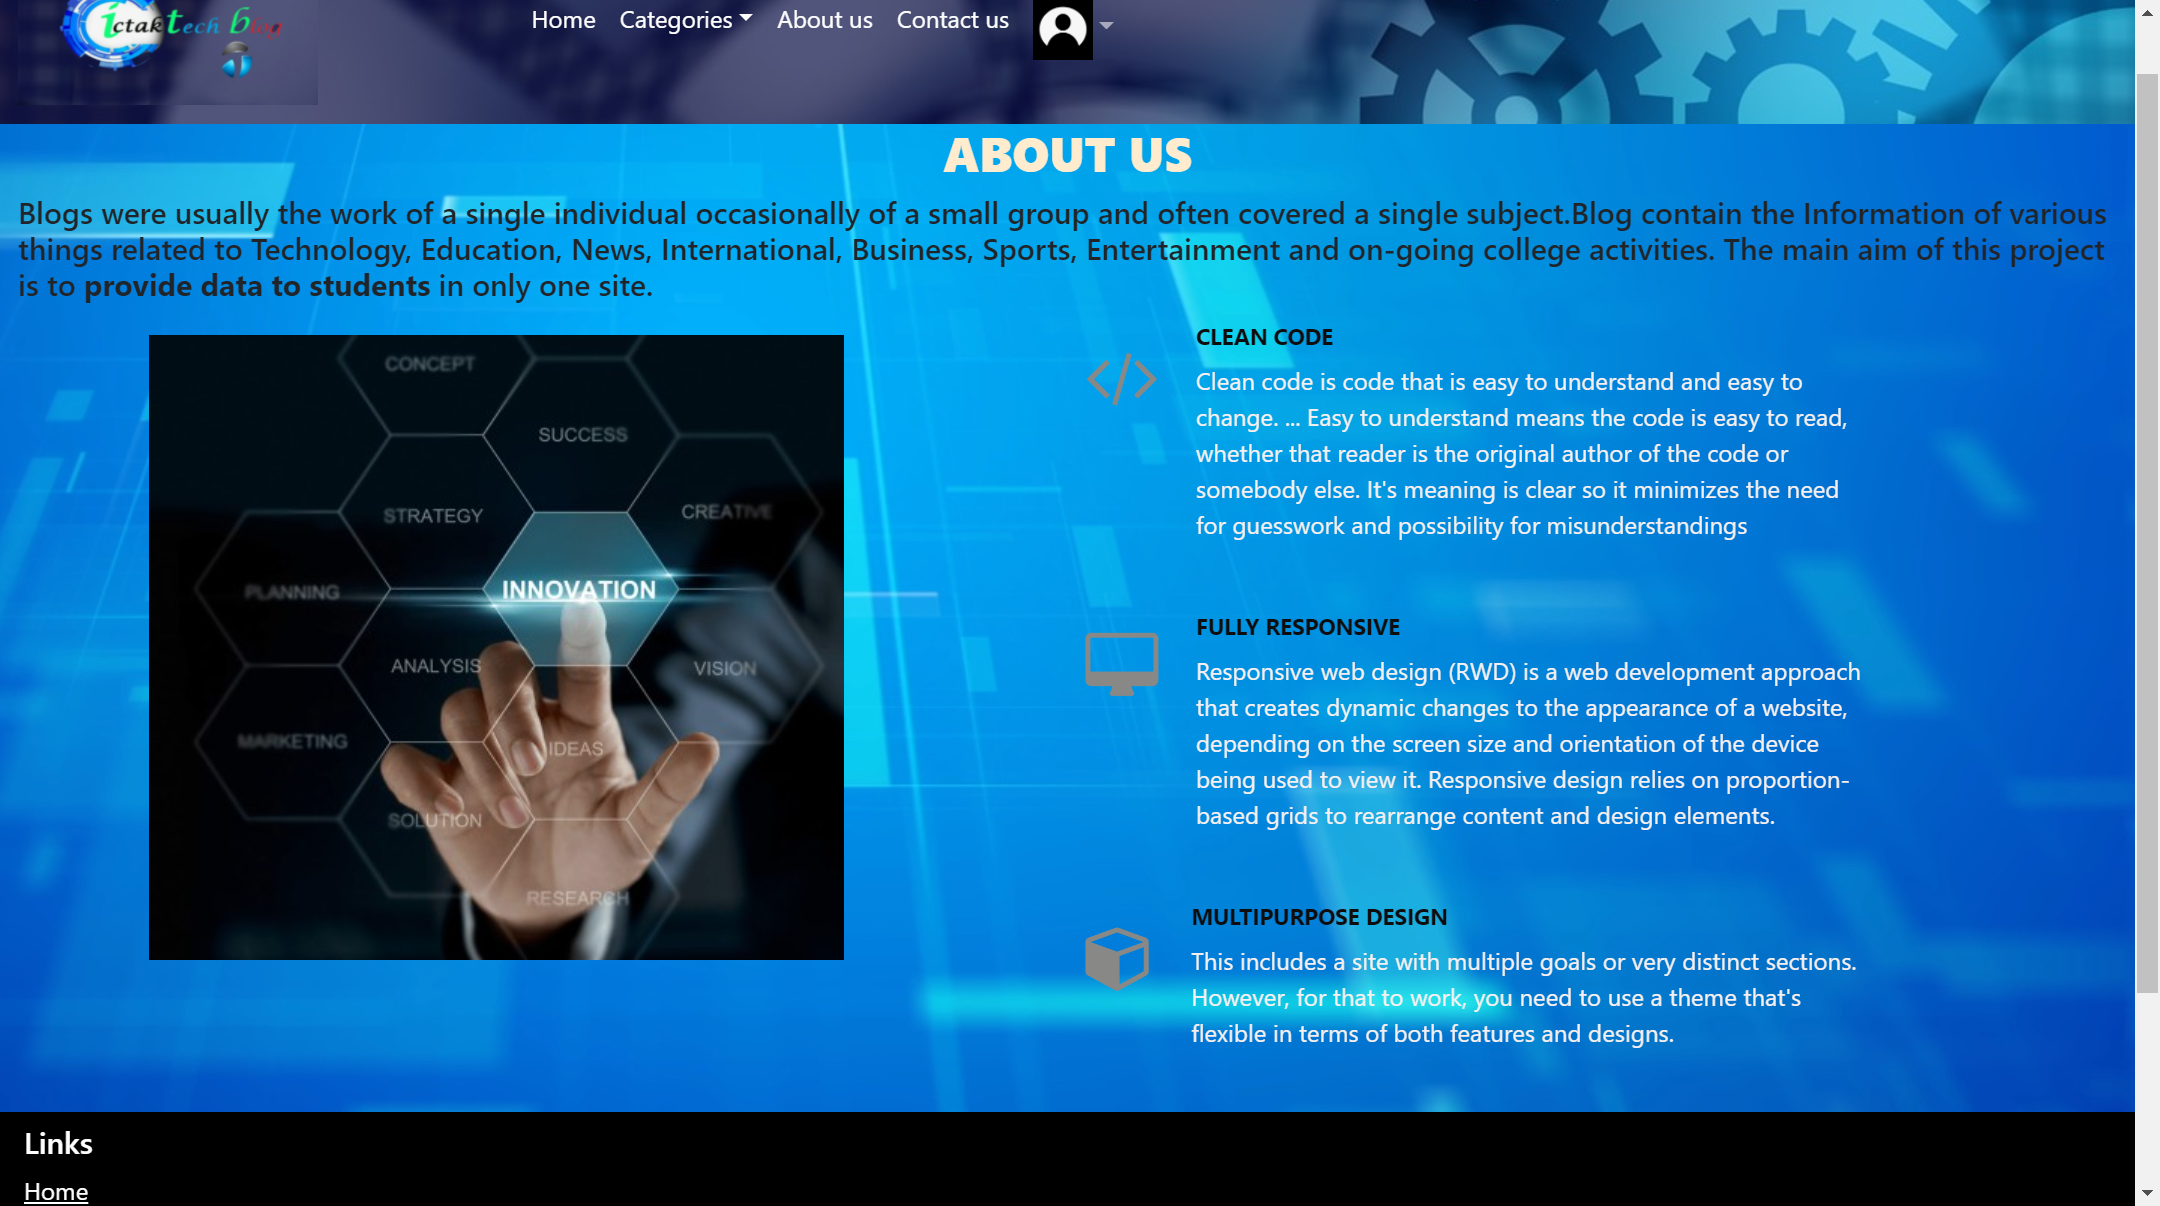 ictak tech blog
Home Categories About us Contact us
ABOUT US
Blogs were usually the work of a single individual occasionally of a small group and often covered a single subject.Blog contain the Information of various
things related to Technology, Education, News, International, Business, Sports, Entertainment and on-going college activities. The main aim of this project
is to provide data to students in only one site.
CONCEPT
SUCCESS
STRATEGY
CREATIVE
PLANNING
INNOVATION
ANALYSIS
VISION
MARKETING
IDEAS
SOLUTION
RESEARCH
CLEAN CODE
Clean code is code that is easy to understand and easy to
change. ... Easy to understand means the code is easy to read,
whether that reader is the original author of the code or
somebody else. It's meaning is clear so it minimizes the need
for guesswork and possibility for misunderstandings
FULLY RESPONSIVE
Responsive web design (RWD) is a web development approach
that creates dynamic changes to the appearance of a website,
depending on the screen size and orientation of the device
being used to view it. Responsive design relies on proportion-
based grids to rearrange content and design elements.
MULTIPURPOSE DESIGN
This includes a site with multiple goals or very distinct sections.
However, for that to work, you need to use a theme that's
flexible in terms of both features and designs.
Links
Home